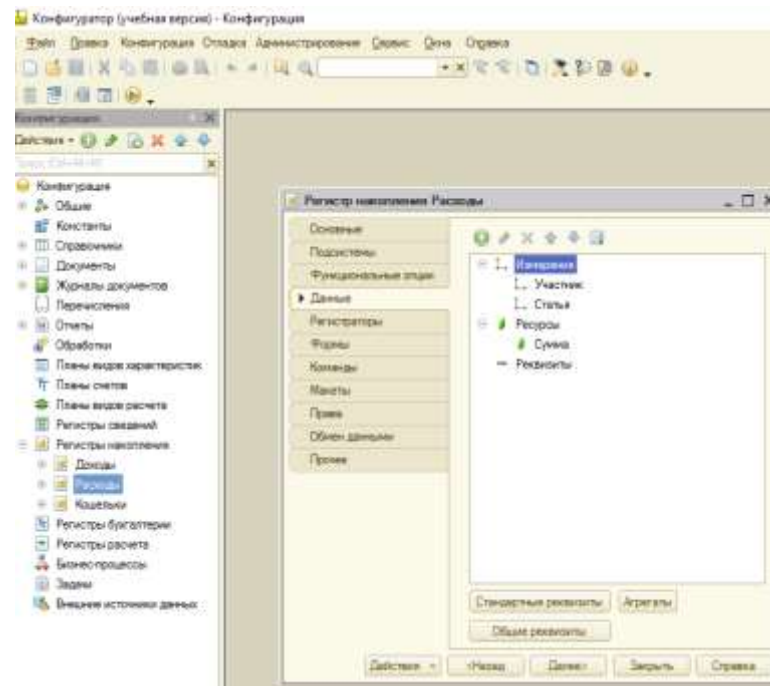 Конфигуратор (учебная версия) - Конфигурация
Файл Правка Конфигурация Отладка Администрирование Сервис Окна Справка
Конфигурация
Действия
Поиск (Ctrl+Alt+M)
Конфигурация
Общие
Константы
Справочники
Документы
Журналы документов
Перечисления
Отчеты
Обработки
Планы видов характеристик
Планы счетов
Планы видов расчета
Регистры сведений
Регистры накопления
Доходы
Расходы
Кошельки
Регистры бухгалтерии
Регистры расчета
Бизнес-процессы
Задачи
Внешние источники данных
Регистр накопления Расходы
Основные
Подсистемы
Функциональные опции
Данные
Регистраторы
Формы
Команды
Макеты
Права
Обмен данными
Прочее
Измерения
Участник
Статья
Ресурсы
Сумма
Реквизиты
Стандартные реквизиты
Агрегаты
Общие реквизиты
Действия
<Назад
Далее>
Закрыть
Справка